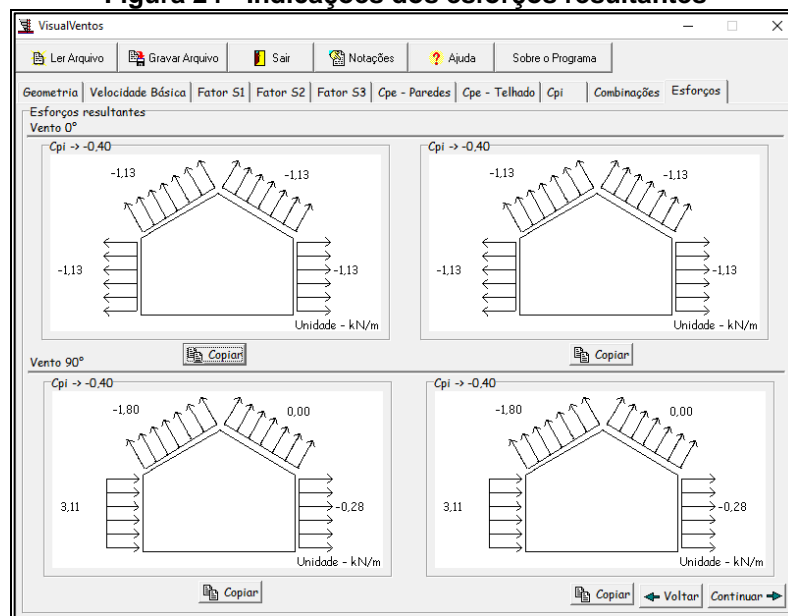 Figura 24 - Indicações dos esforços resultantes
VisualVentos
Ler Arquivo Gravar Arquivo Sair Notações Ajuda Sobre o Programa
Geometria Velocidade Básica Fator S1 Fator S2 Fator S3 Cpe - Paredes Cpe - Telhado Cpi Combinações Esforços
Esforços resultantes
Vento 0°
Cpi -> -0,40
-1,13 -1,13
-1,13 -1,13
Unidade - kN/m
Copiar
Cpi -> -0,40
-1,13 -1,13
-1,13 -1,13
Unidade - kN/m
Copiar
Vento 90°
Cpi -> -0,40
-1,80 0,00
3,11 -0,28
Unidade - kN/m
Copiar
Cpi -> -0,40
-1,80 0,00
3,11 -0,28
Unidade - kN/m
Copiar Voltar Continuar